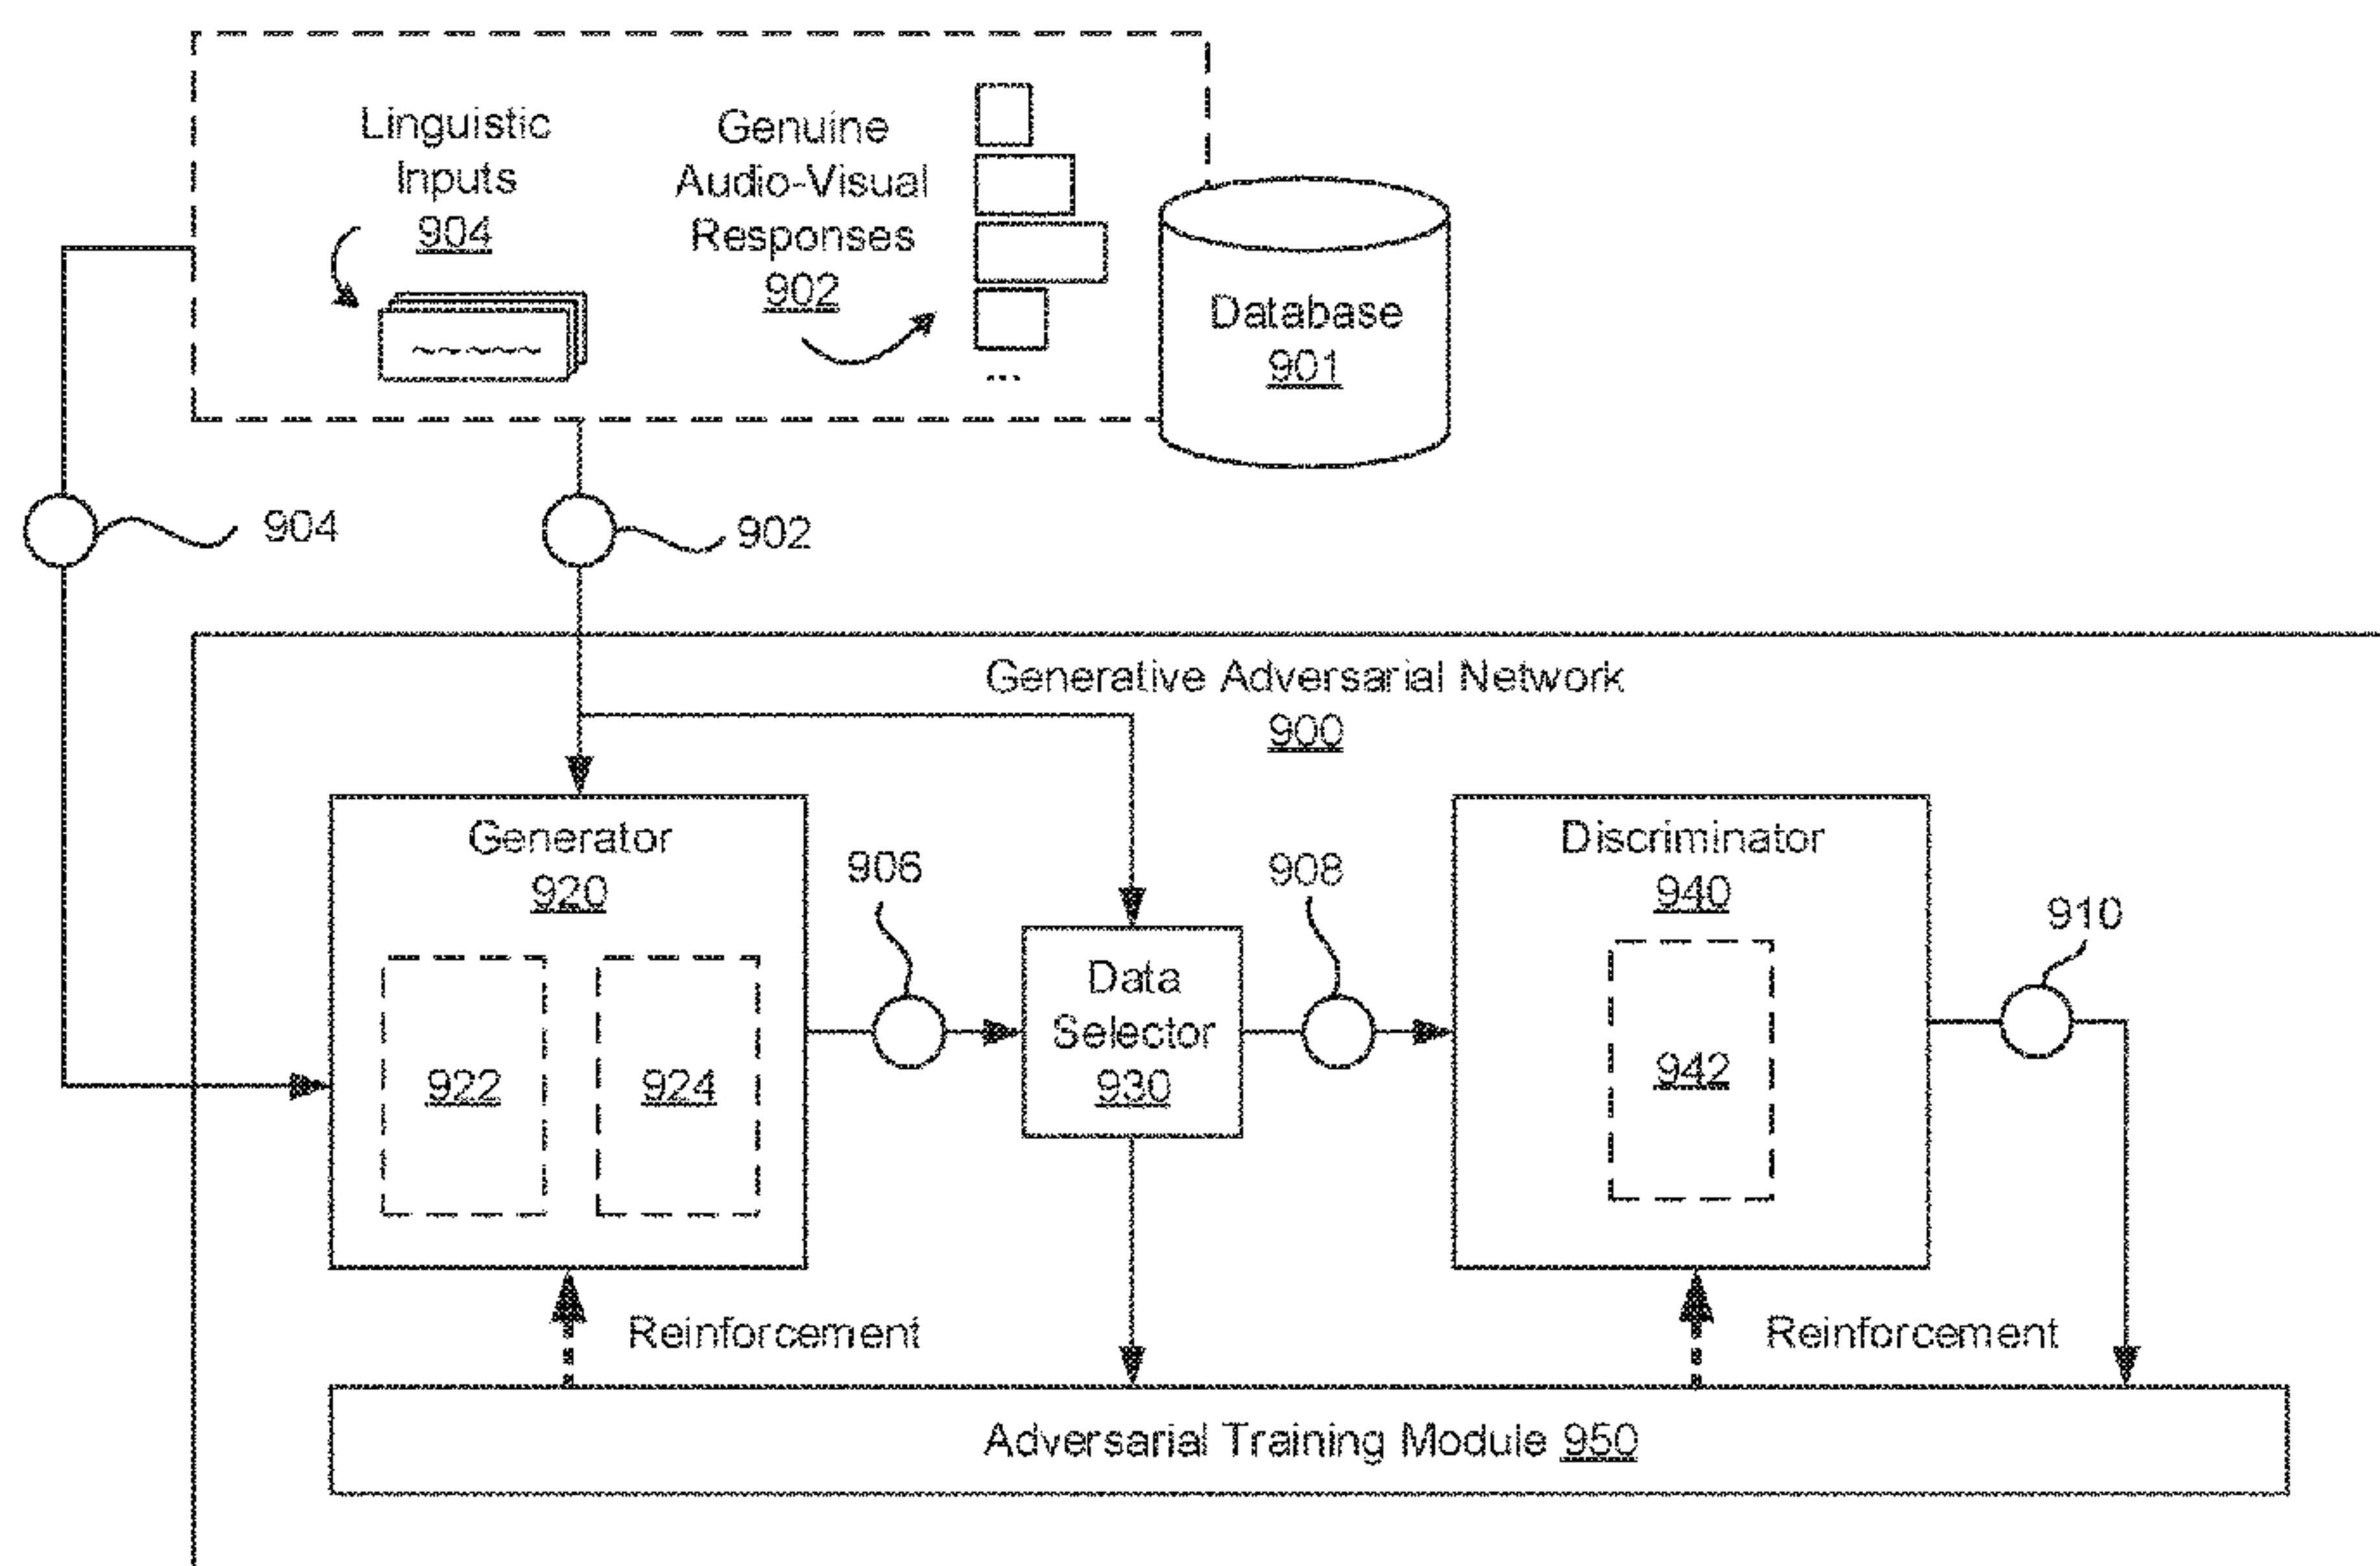 Linguistic
Inputs
904
Genuine
Audio-Visual
Responses
902
...
Database
901
904
902
Generative Adversarial Network
900
Generator
920
922
924
906
Data
Selector
930
908
Discriminator
940
942
910
Reinforcement
Reinforcement
Adversarial Training Module 950